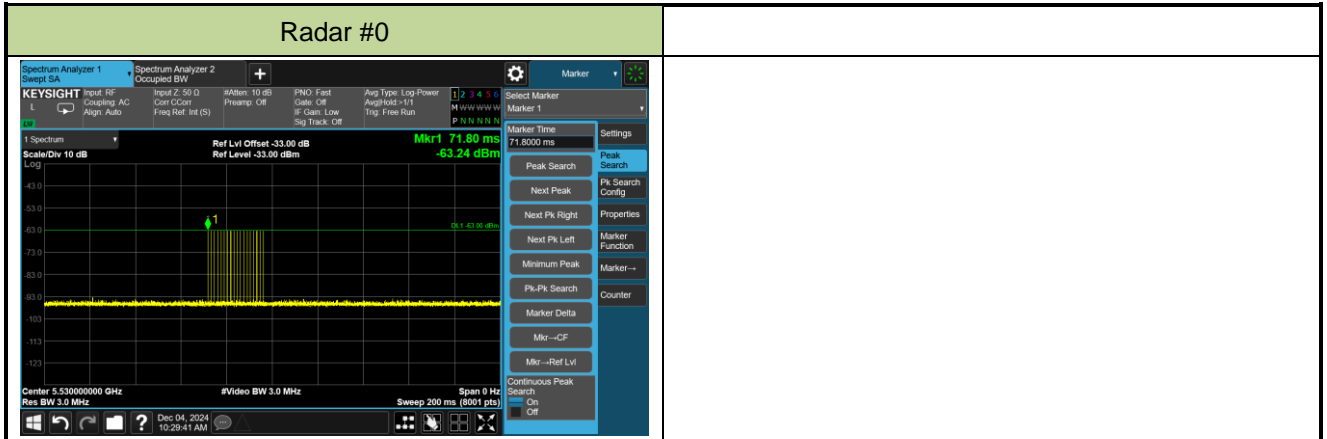 Radar #0
Spectrum Analyzer 1
Swept SA
Spectrum Analyzer 2
Occupied BW
+
Marker
KEYSIGHT
L
Input: RF
Coupling: AC
Align: Auto
Input Z: 50 Ω
Corr CCorr
Freq Ref: Int (S)
#Atten: 10 dB
Preamp: Off
PNO: Fast
Gate: Off
IF Gain: Low
Sig Track: Off
Avg Type: Log-Power
Avg|Hold:>1/1
Trig: Free Run
1 2 3 4 5 6
M W W W W W
P N N N N N
Select Marker
Marker 1
1 Spectrum
Scale/Div 10 dB
Log
Ref Lvl Offset -33.00 dB
Ref Level -33.00 dBm
Mkr1 71.80 ms
-63.24 dBm
-43.0
-53.0
-63.0
-73.0
-83.0
-93.0
-103
-113
-123
1
DL1 -63.00 dBm
Center 5.530000000 GHz
Res BW 3.0 MHz
#Video BW 3.0 MHz
Span 0 Hz
Sweep 200 ms (8001 pts)
Marker Time
71.8000 ms
Peak Search
Next Peak
Next Pk Right
Next Pk Left
Minimum Peak
Pk-Pk Search
Marker Delta
Mkr→CF
Mkr→Ref Lvl
Continuous Peak
Search
On
Off
Settings
Peak
Search
Pk Search
Config
Properties
Marker
Function
Marker→
Counter
?
Dec 04, 2024
10:29:41 AM